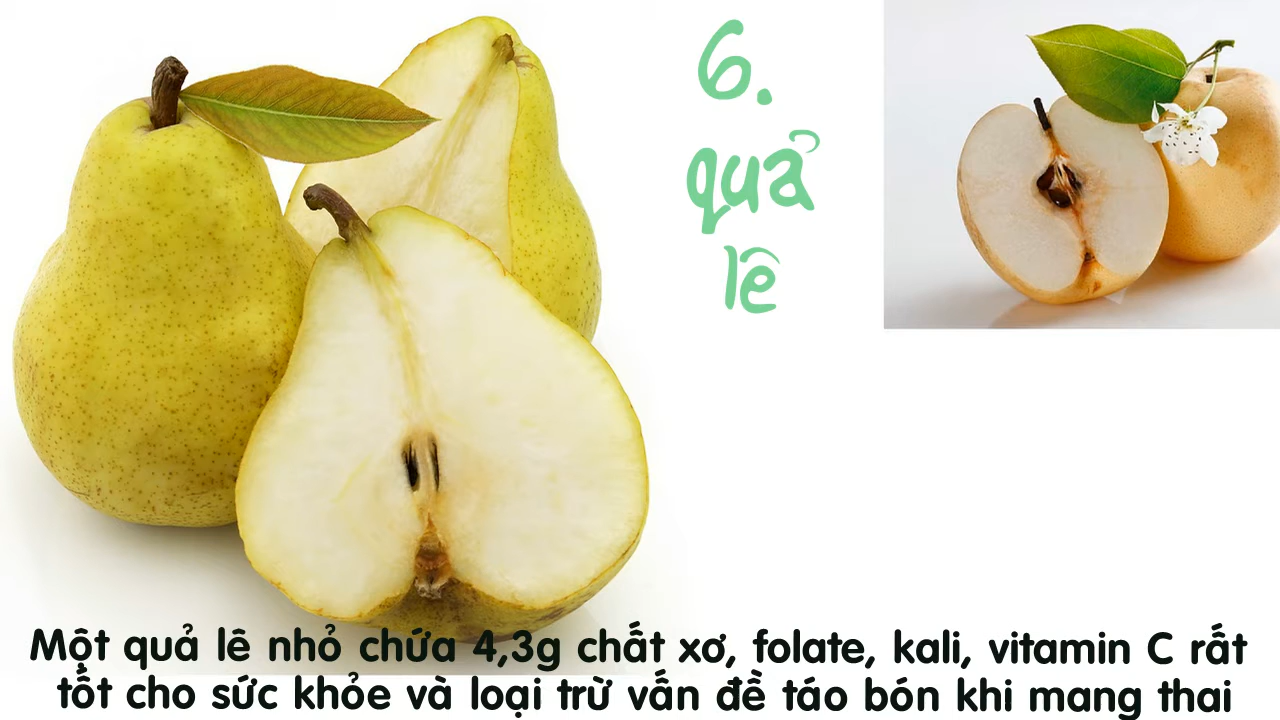 6.
quả
lê
Một quả lê nhỏ chứa 4,3g chất xơ, folate, kali, vitamin C rất
tốt cho sức khỏe và loại trừ vấn đề táo bón khi mang thai